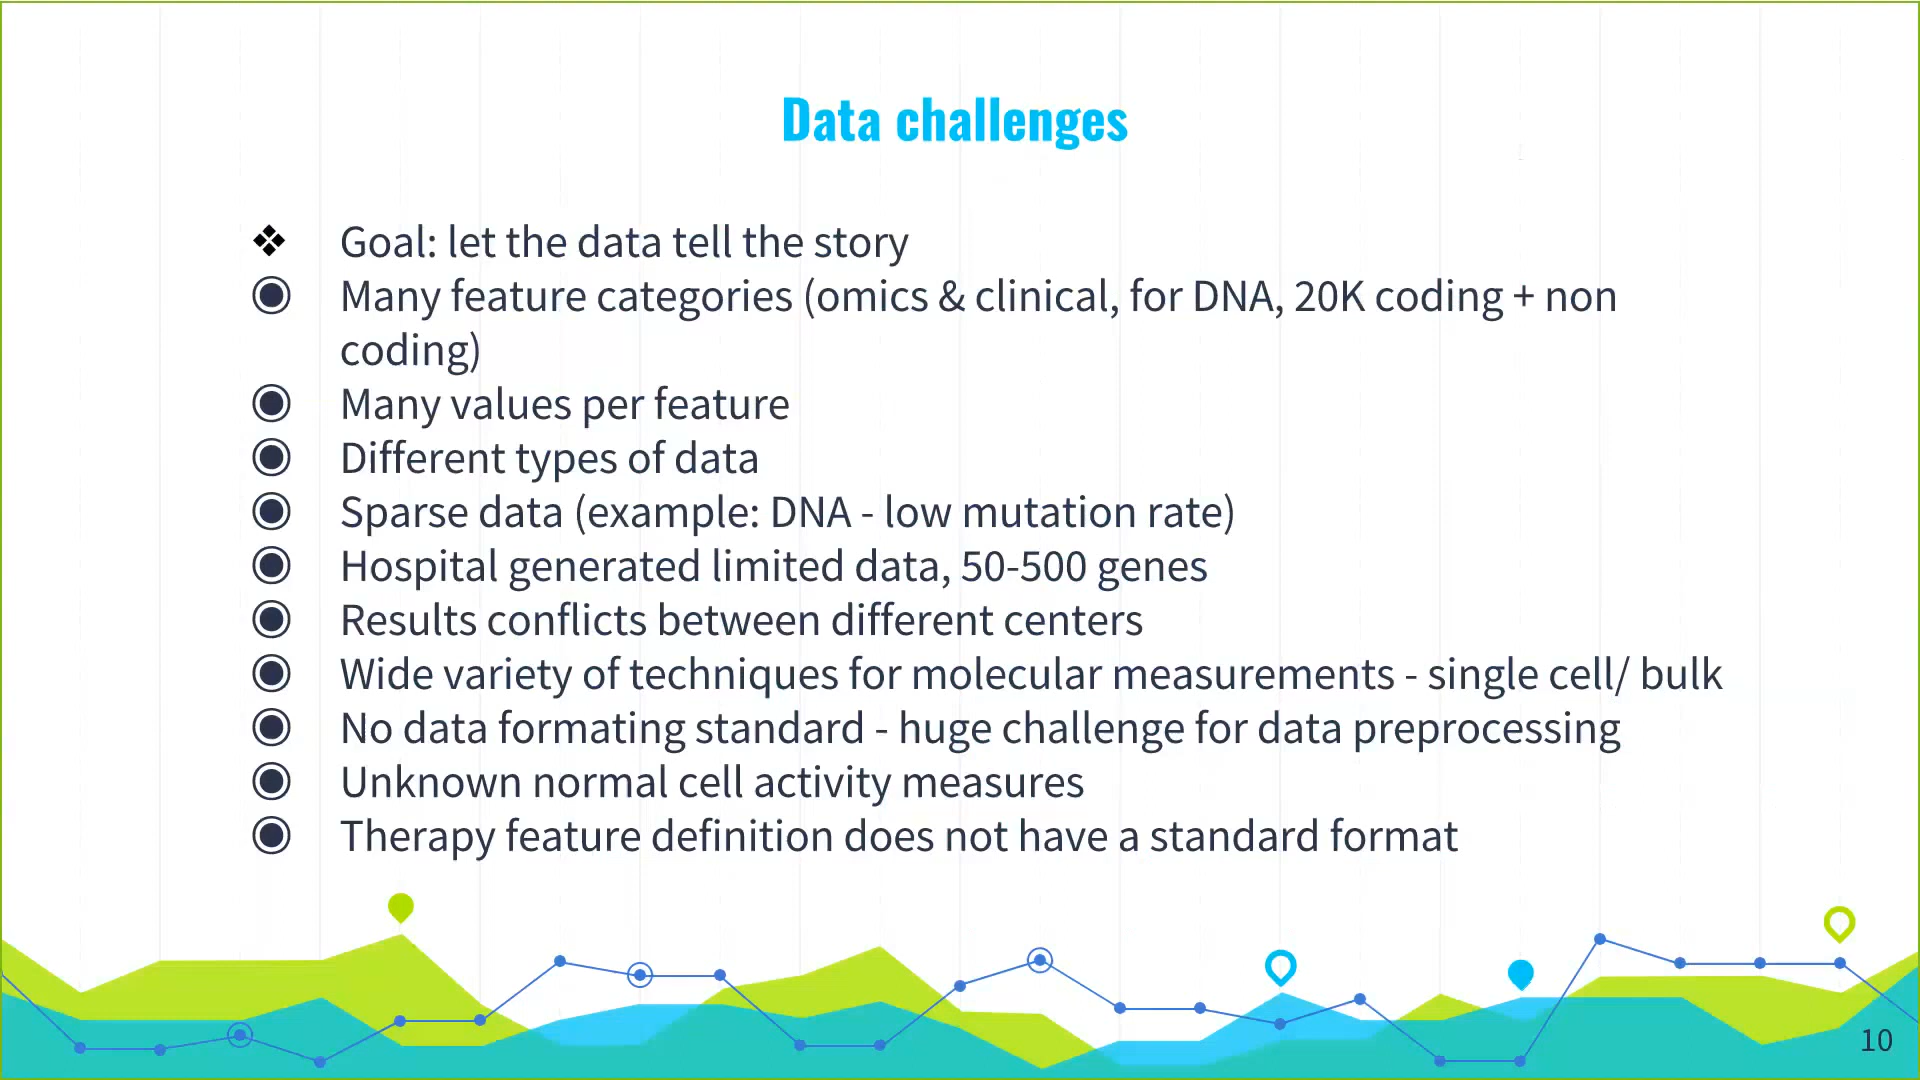 Data challenges
❖ Goal: let the data tell the story
◉ Many feature categories (omics & clinical, for DNA, 20K coding + non
coding)
◉ Many values per feature
◉ Different types of data
◉ Sparse data (example: DNA - low mutation rate)
◉ Hospital generated limited data, 50-500 genes
◉ Results conflicts between different centers
◉ Wide variety of techniques for molecular measurements - single cell/ bulk
◉ No data formating standard - huge challenge for data preprocessing
◉ Unknown normal cell activity measures
◉ Therapy feature definition does not have a standard format
10